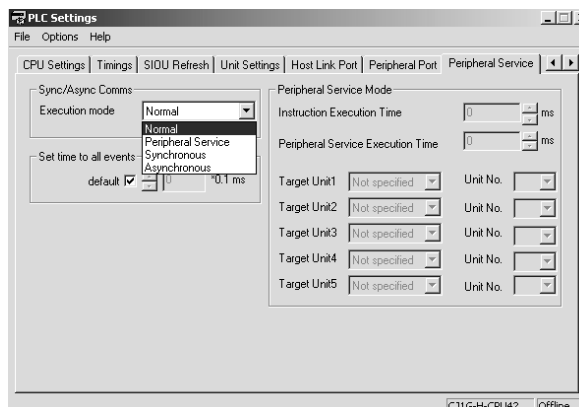 PLC Settings
File Options Help
CPU Settings Timings SIOU Refresh Unit Settings Host Link Port Peripheral Port Peripheral Service
Sync/Async Comms
Execution mode Normal
Normal
Peripheral Service
Synchronous
Asynchronous
Set time to all events
default 0 *0.1 ms
Peripheral Service Mode
Instruction Execution Time 0 ms
Peripheral Service Execution Time 0 ms
Target Unit1 Not specified Unit No.
Target Unit2 Not specified Unit No.
Target Unit3 Not specified Unit No.
Target Unit4 Not specified Unit No.
Target Unit5 Not specified Unit No.
CJ1G-H-CPU42 Offline